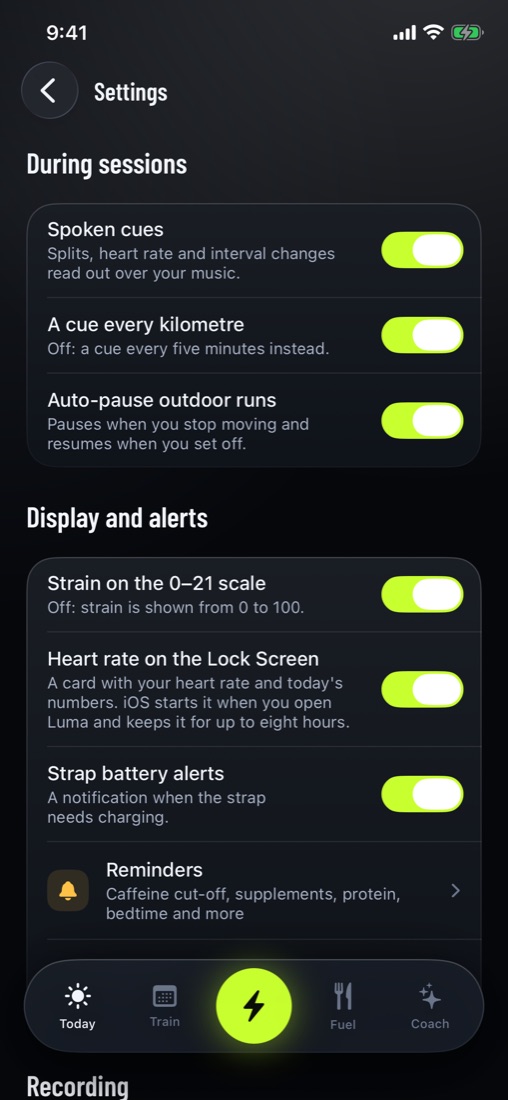 9:41
Settings
During sessions
Spoken cues
Splits, heart rate and interval changes
read out over your music.
A cue every kilometre
Off: a cue every five minutes instead.
Auto-pause outdoor runs
Pauses when you stop moving and
resumes when you set off.
Display and alerts
Strain on the 0–21 scale
Off: strain is shown from 0 to 100.
Heart rate on the Lock Screen
A card with your heart rate and today's
numbers. iOS starts it when you open
Luma and keeps it for up to eight hours.
Strap battery alerts
A notification when the strap
needs charging.
Reminders
Caffeine cut-off, supplements, protein,
bedtime and more
Today
Train
Fuel
Coach
Recording